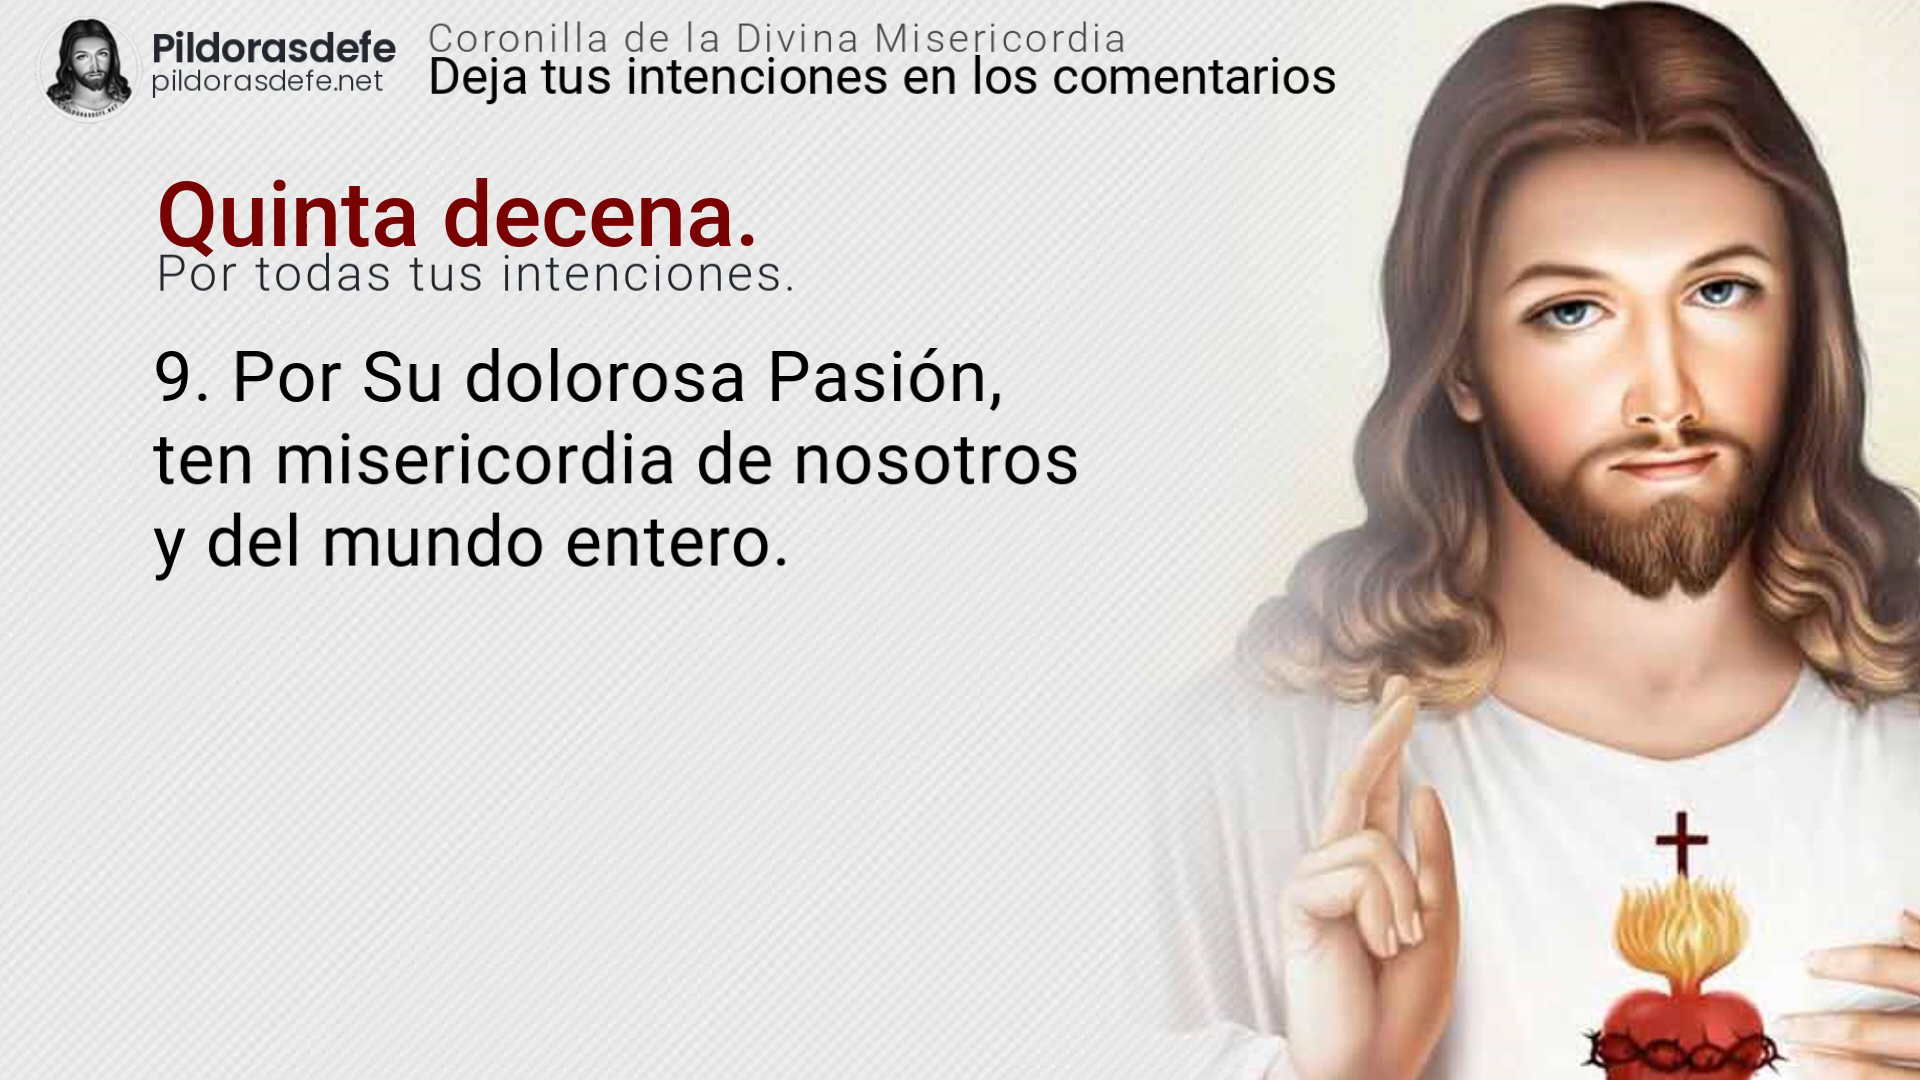 Pildorasdefe
pildorasdefe.net
Coronilla de la Divina Misericordia
Deja tus intenciones en los comentarios
Quinta decena.
Por todas tus intenciones.
9. Por Su dolorosa Pasión,
ten misericordia de nosotros
y del mundo entero.